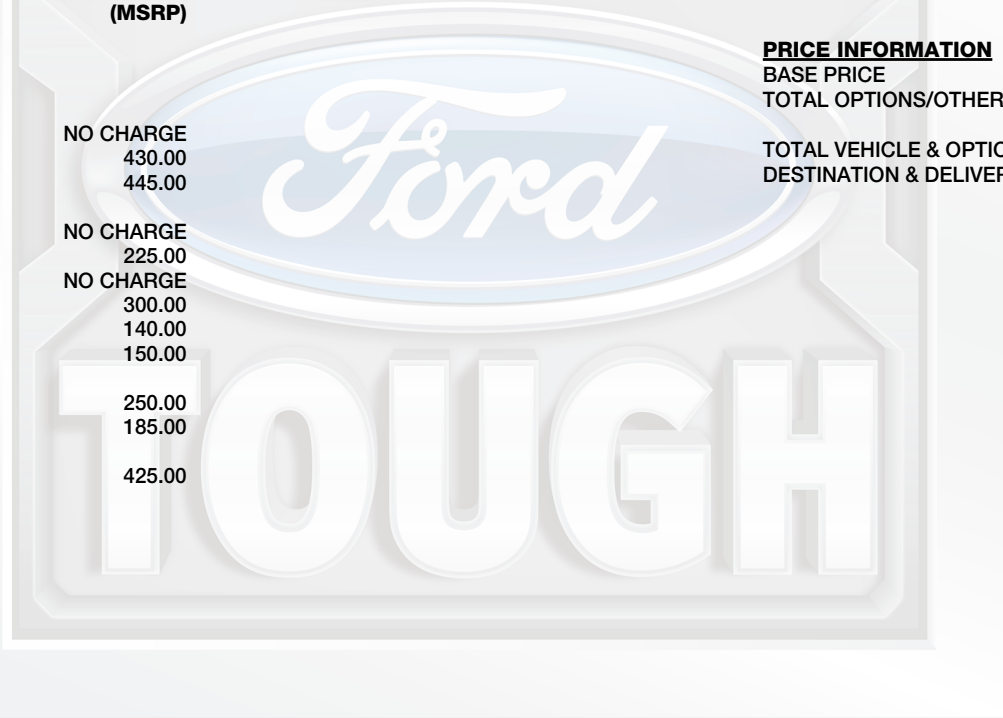 (MSRP)
NO CHARGE
430.00
445.00
NO CHARGE
225.00
NO CHARGE
300.00
140.00
150.00
250.00
185.00
425.00
PRICE INFORMATION
BASE PRICE
TOTAL OPTIONS/OTHER
TOTAL VEHICLE & OPTIO
DESTINATION & DELIVER
Ford
TOUGH